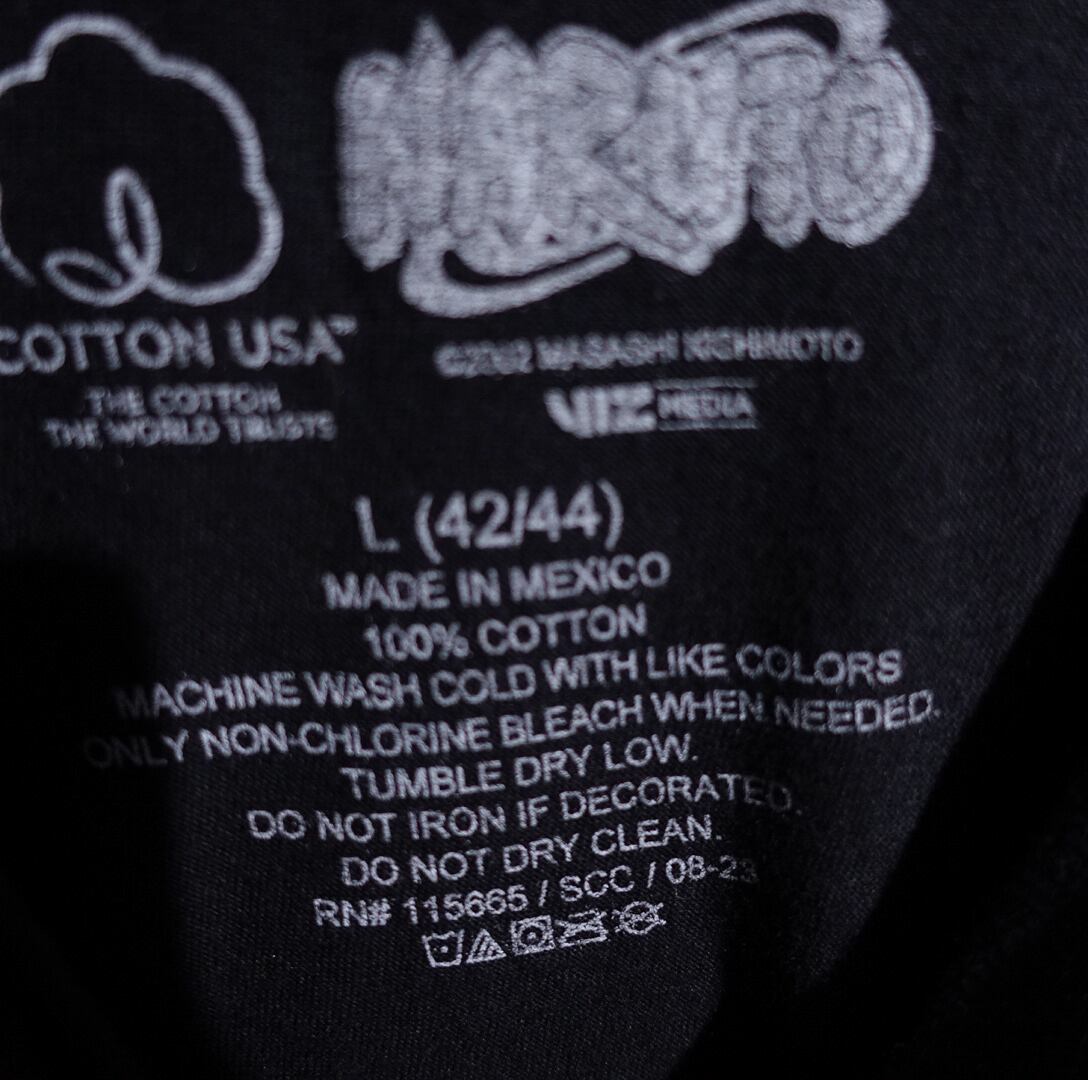 NARUTO
COTTON USA™
THE COTTON
THE WORLD TRUSTS
©2002 MASASHI KISHIMOTO
VIZ MEDIA
L (42/44)
MADE IN MEXICO
100% COTTON
MACHINE WASH COLD WITH LIKE COLORS
ONLY NON-CHLORINE BLEACH WHEN NEEDED.
TUMBLE DRY LOW.
DO NOT IRON IF DECORATED.
DO NOT DRY CLEAN.
RN# 115665 / SCC / 08-23